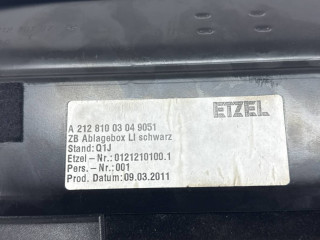 ETZEL
A 212 810 03 04 9051
ZB Ablagebox LI schwarz
Stand: Q1J
Etzel - Nr.: 0121210100.1
Pers. - Nr.: 001
Prod. Datum: 09.03.2011